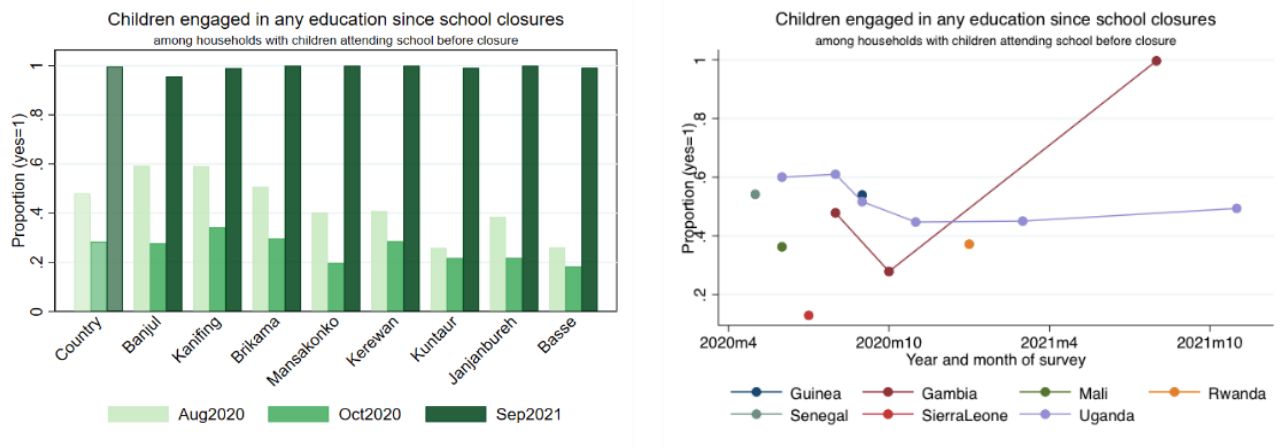 Children engaged in any education since school closures
among households with children attending school before closure
Proportion (yes=1)
1
.8
.6
.4
.2
0
Country
Banjul
Kanifing
Brikama
Mansakonko
Kerewan
Kuntaur
Janjanbureh
Basse
Aug2020 Oct2020 Sep2021
Children engaged in any education since school closures
among households with children attending school before closure
Proportion (yes=1)
1
.8
.6
.4
.2
2020m4 2020m10 2021m4 2021m10
Year and month of survey
Guinea Gambia Mali Rwanda
Senegal SierraLeone Uganda